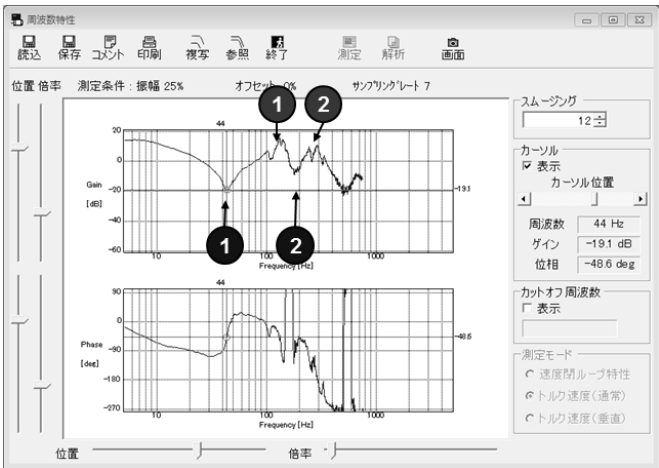 周波数特性
読込 保存 コメント 印刷 複写 参照 終了 測定 解析 画面
位置 倍率 測定条件 : 振幅 25% オフセット 0% サンプリングレート 7
スムージング
12
カーソル
表示
カーソル位置
周波数 44 Hz
ゲイン -19.1 dB
位相 -48.6 deg
カットオフ周波数
表示
測定モード
速度閉ループ特性
トルク速度(通常)
トルク速度(垂直)
1 2
44
20
0
Gain -20 -19.1
[dB]
-40
-60
10 100 1000
Frequency [Hz]
1 2
44
90
0
Phase -90 -48.6
[deg]
-180
-270
10 100 1000
Frequency [Hz]
位置 倍率